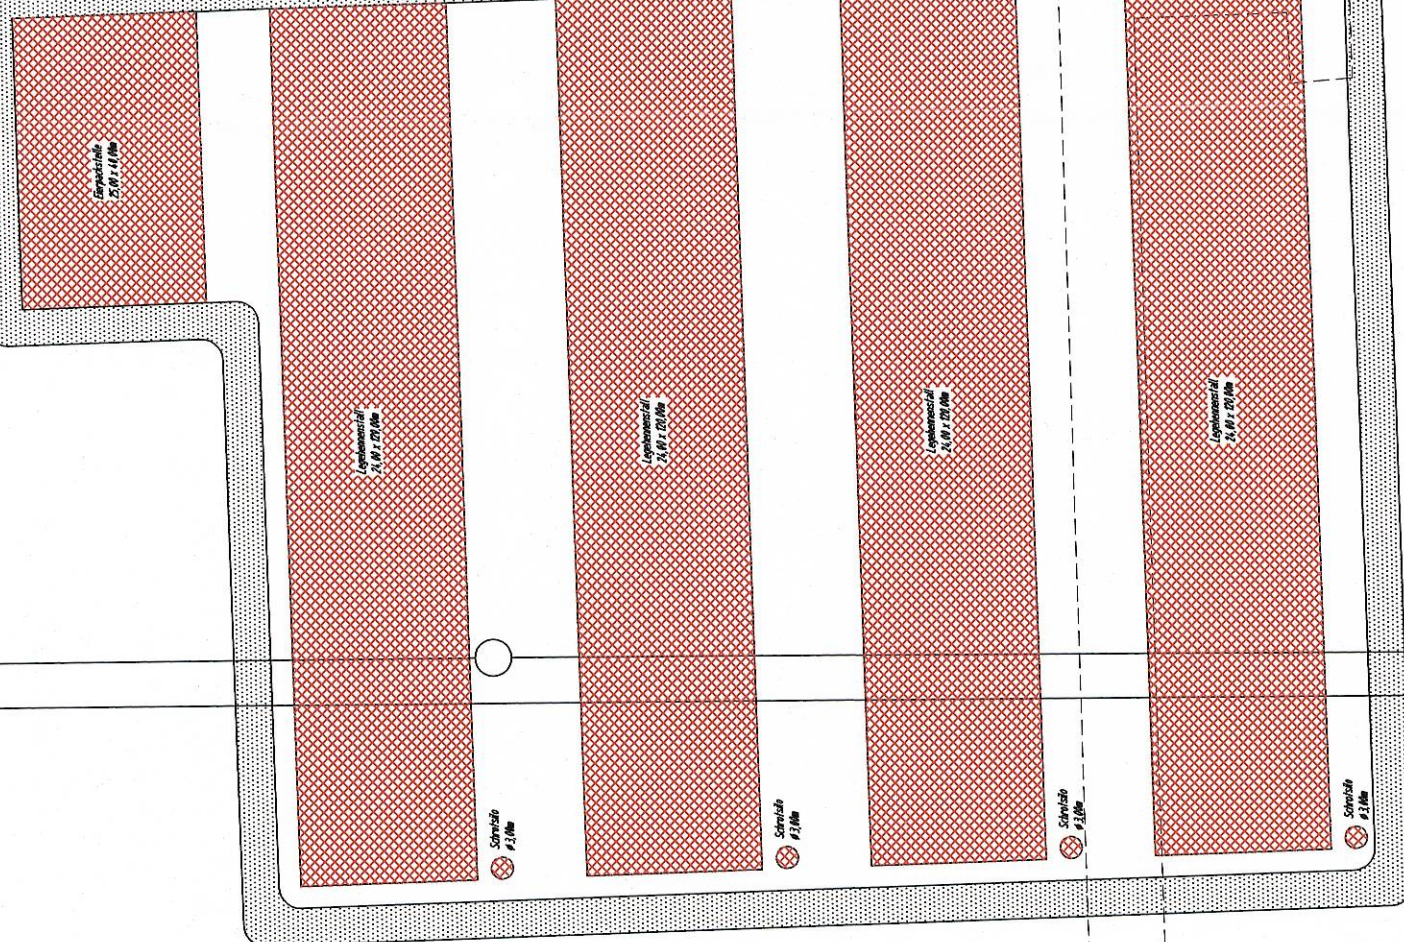 Eierpackstelle
25,00 x 40,00m
Legehennenstall
24,00 x 120,00m
Legehennenstall
24,00 x 120,00m
Legehennenstall
24,00 x 120,00m
Legehennenstall
24,00 x 120,00m
Schrotsilo
ø 3,00m
Schrotsilo
ø 3,00m
Schrotsilo
ø 3,00m
Schrotsilo
ø 3,00m